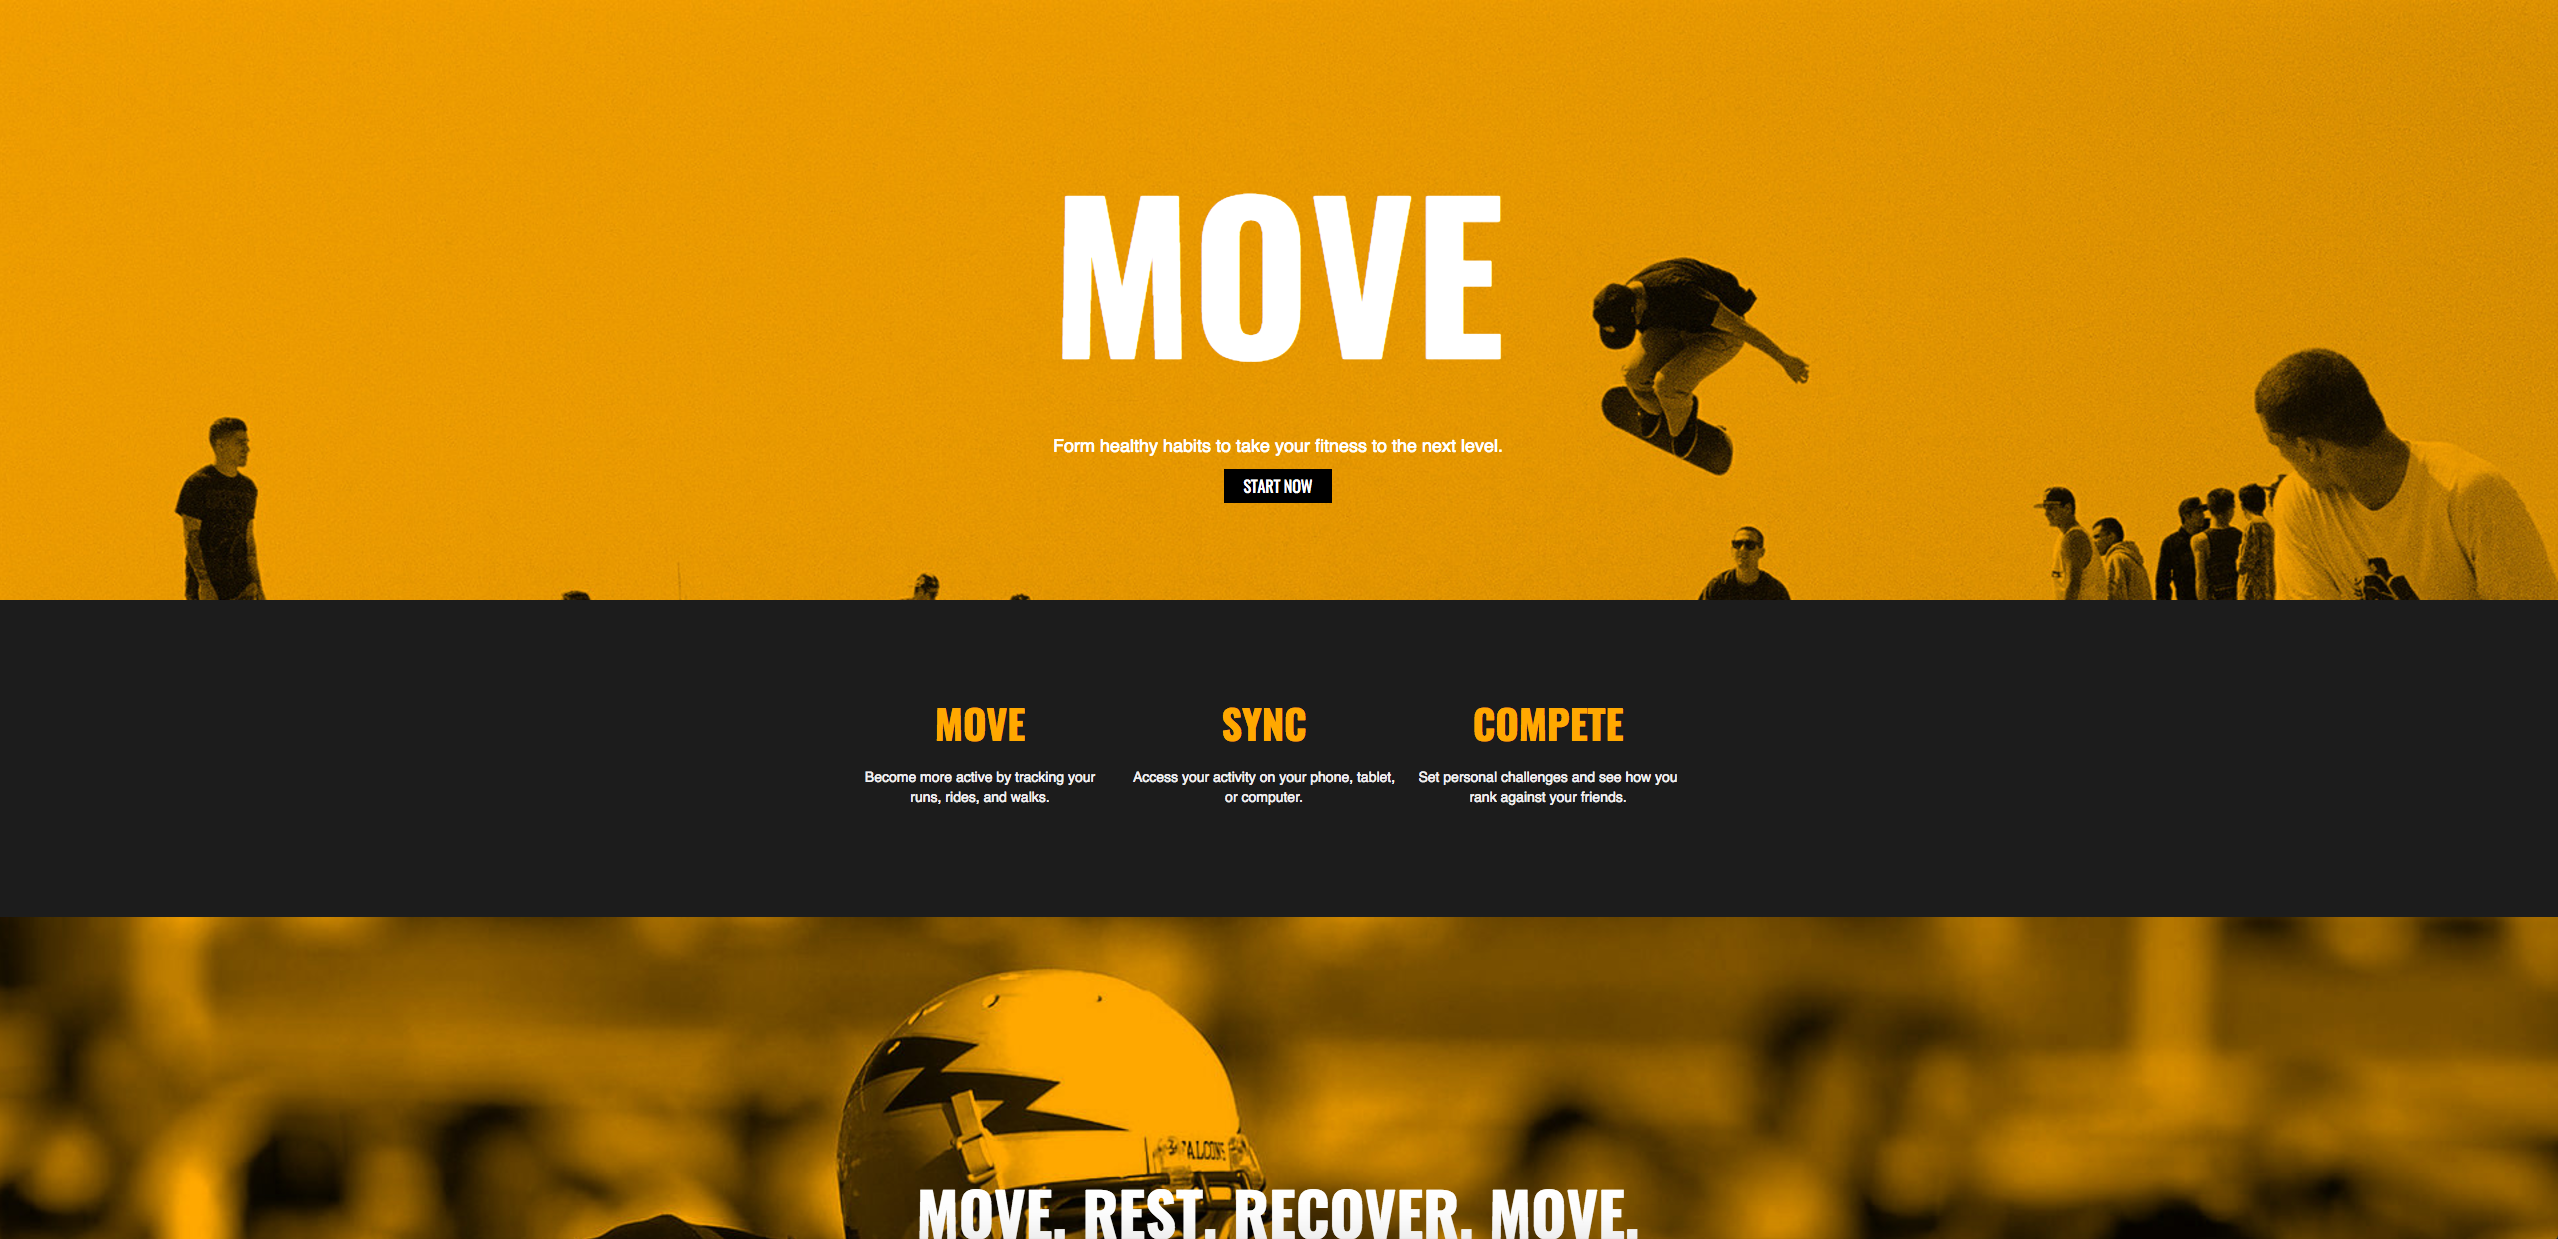 MOVE
Form healthy habits to take your fitness to the next level.
START NOW
MOVE
Become more active by tracking your
runs, rides, and walks.
SYNC
Access your activity on your phone, tablet,
or computer.
COMPETE
Set personal challenges and see how you
rank against your friends.
FALCONS
MOVE. REST. RECOVER. MOVE.